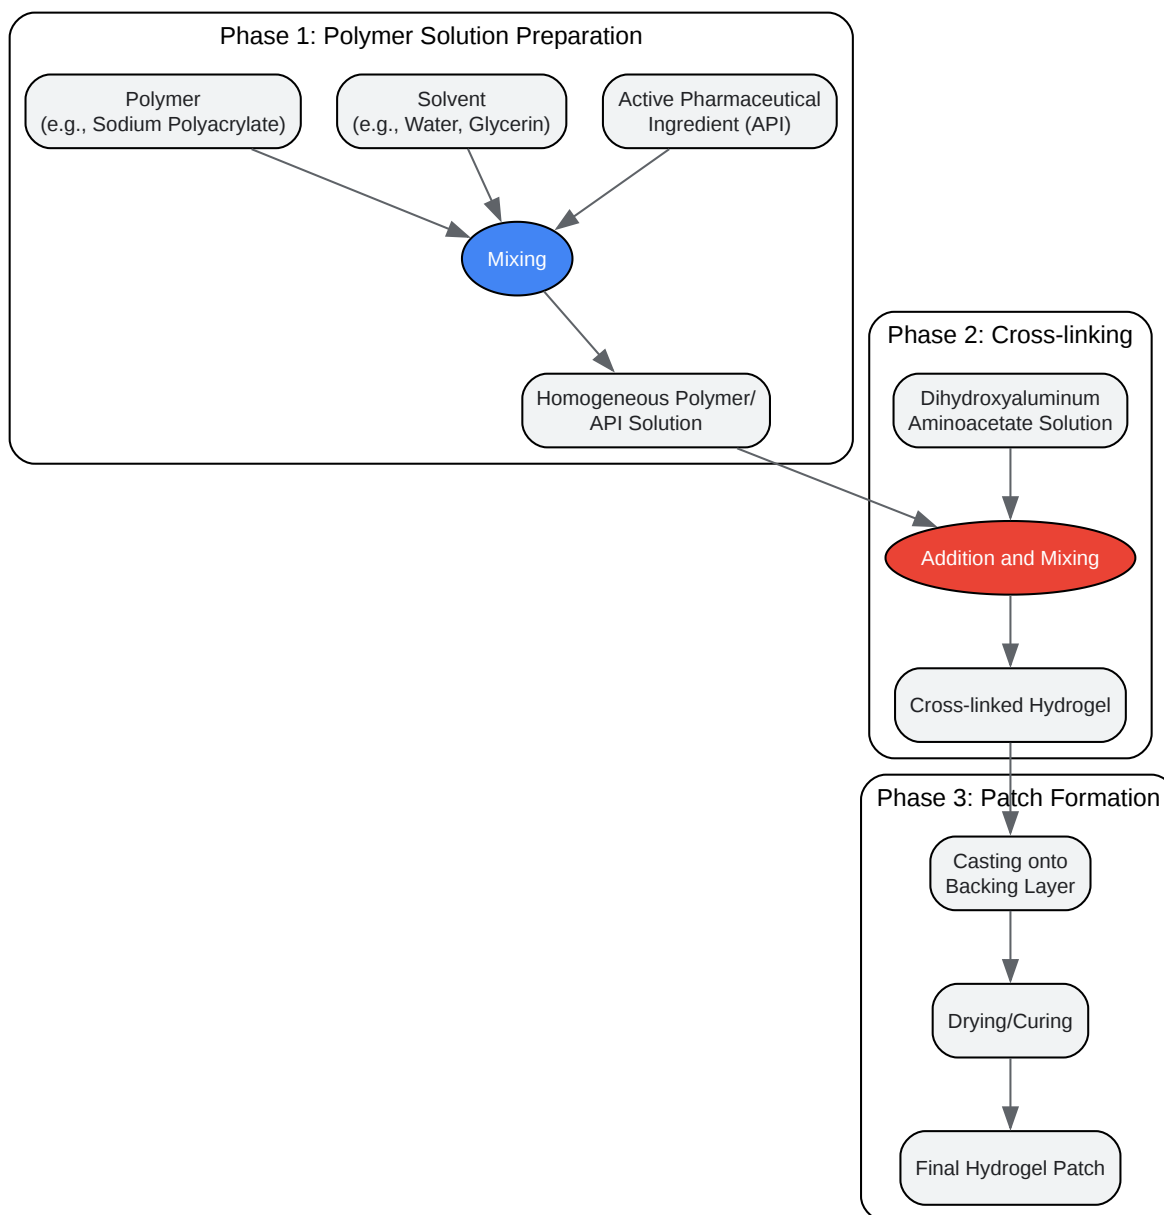 Phase 1: Polymer Solution Preparation
Polymer
(e.g., Sodium Polyacrylate)
Solvent
(e.g., Water, Glycerin)
Active Pharmaceutical
Ingredient (API)
Mixing
Homogeneous Polymer/
API Solution
Phase 2: Cross-linking
Dihydroxyaluminum
Aminoacetate Solution
Addition and Mixing
Cross-linked Hydrogel
Phase 3: Patch Formation
Casting onto
Backing Layer
Drying/Curing
Final Hydrogel Patch